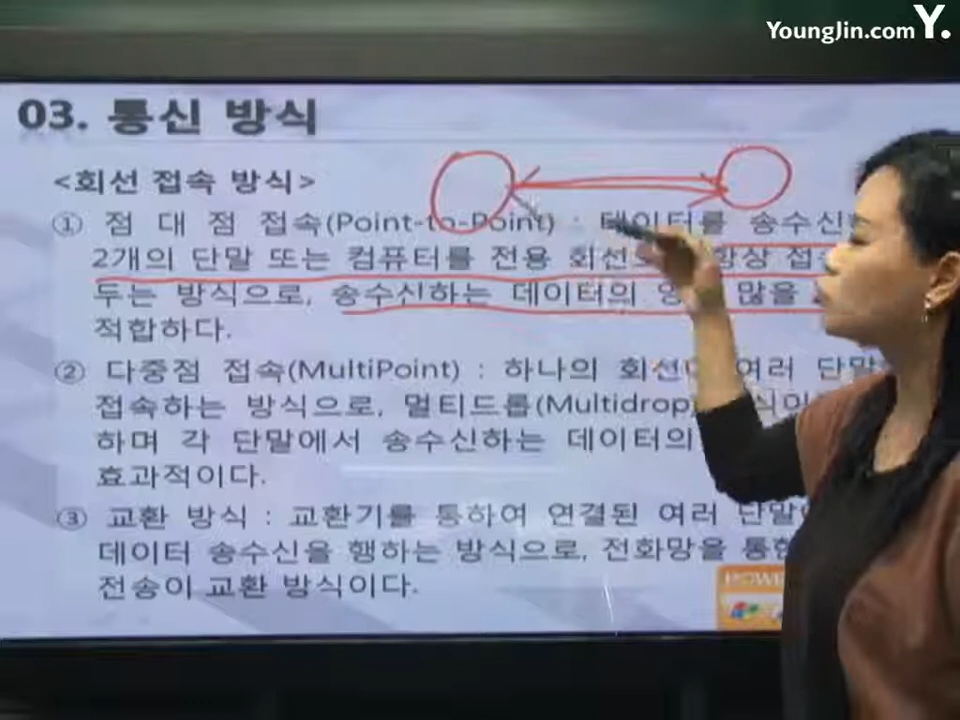 YoungJin.com Y.
03. 통신 방식
<회선 접속 방식>
① 점 대 점 접속(Point-to-Point) : 데이터를 송수신
2개의 단말 또는 컴퓨터를 전용 회선으로 항상 접
두는 방식으로, 송수신하는 데이터의 많을
적합하다.
② 다중점 접속(MultiPoint) : 하나의 회선에 여러 단말
접속하는 방식으로, 멀티드롭(Multidrop)
하며 각 단말에서 송수신하는 데이터의
효과적이다.
③ 교환 방식 : 교환기를 통하여 연결된 여러 단말
데이터 송수신을 행하는 방식으로, 전화망을 통한
전송이 교환 방식이다.